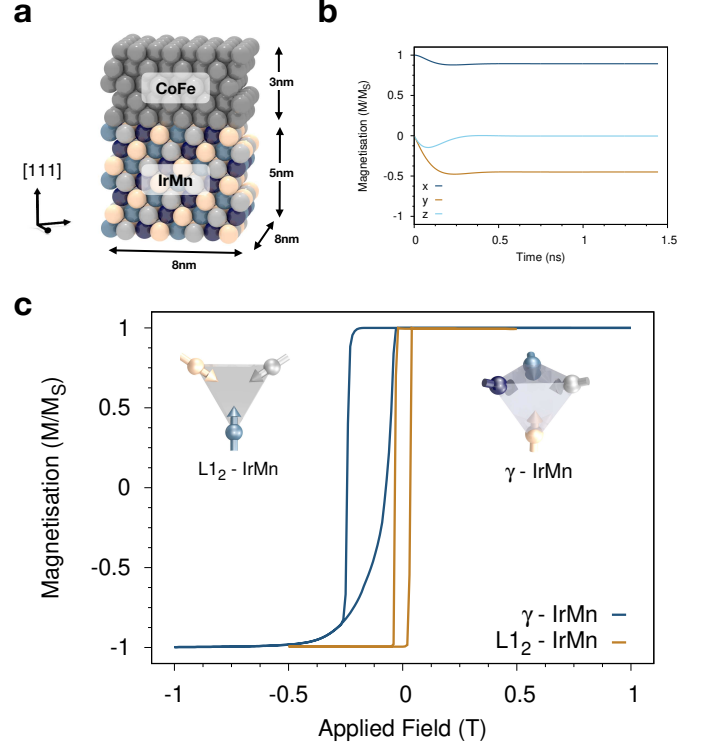 a
CoFe
3nm
IrMn
5nm
[111]
8nm
8nm
b
Magnetisation (M/MS)
1
0.5
0
-0.5
-1
x
y
z
0
0.5
1
1.5
Time (ns)
c
Magnetisation (M/MS)
1
0.5
0
-0.5
-1
L12 - IrMn
γ - IrMn
γ - IrMn
L12 - IrMn
-1
-0.5
0
0.5
1
Applied Field (T)